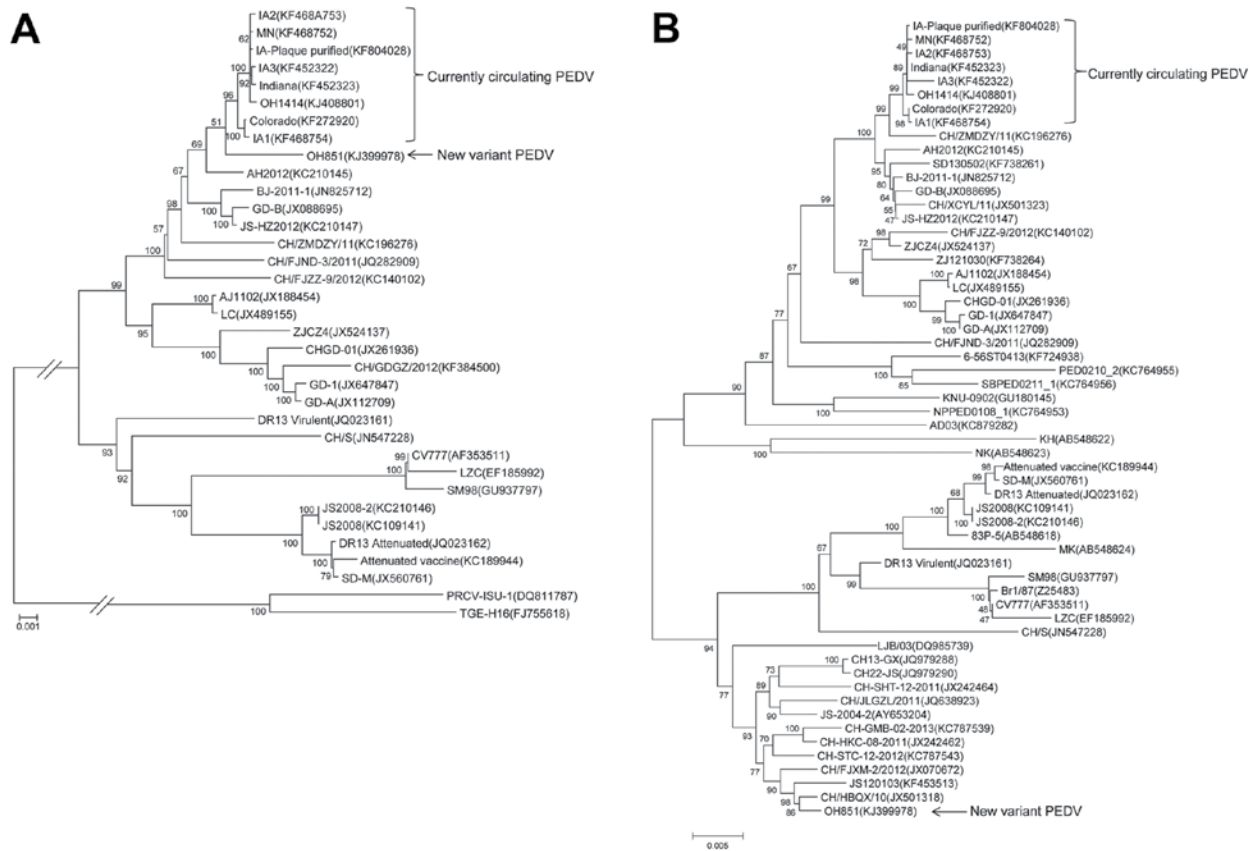 A
IA2(KF468A753)
MN(KF468752)
62
IA-Plaque purified(KF804028)
100
IA3(KF452322)
92
Indiana(KF452323)
Currently circulating PEDV
96
OH1414(KJ408801)
Colorado(KF272920)
51
100
IA1(KF468754)
69
OH851(KJ399978)
New variant PEDV
67
AH2012(KC210145)
BJ-2011-1(JN825712)
98
GD-B(JX088695)
100
100
JS-HZ2012(KC210147)
57
CH/ZMDZY/11(KC196276)
100
CH/FJND-3/2011(JQ282909)
99
CH/FJZZ-9/2012(KC140102)
100
AJ1102(JX188454)
LC(JX489155)
95
ZJCZ4(JX524137)
100
CHGD-01(JX261936)
100
CH/GDGZ/2012(KF384500)
100
GD-1(JX647847)
100
GD-A(JX112709)
DR13 Virulent(JQ023161)
93
CH/S(JN547228)
92
99
CV777(AF353511)
100
LZC(EF185992)
SM98(GU937797)
100
100
JS2008-2(KC210146)
JS2008(KC109141)
100
DR13 Attenuated(JQ023162)
Attenuated vaccine(KC189944)
79
SD-M(JX560761)
PRCV-ISU-1(DQ811787)
100
TGE-H16(FJ755618)
0.001
B
IA-Plaque purified(KF804028)
MN(KF468752)
49
IA2(KF468753)
89
Indiana(KF452323)
IA3(KF452322)
Currently circulating PEDV
99
OH1414(KJ408801)
Colorado(KF272920)
99
98
IA1(KF468754)
100
CH/ZMDZY/11(KC196276)
AH2012(KC210145)
95
SD130502(KF738261)
80
BJ-2011-1(JN825712)
64
GD-B(JX088695)
55
CH/XCYL/11(JX501323)
99
47
JS-HZ2012(KC210147)
98
CH/FJZZ-9/2012(KC140102)
72
ZJCZ4(JX524137)
ZJ121030(KF738264)
98
100
AJ1102(JX188454)
LC(JX489155)
67
100
CHGD-01(JX261936)
99
GD-1(JX647847)
100
GD-A(JX112709)
77
CH/FJND-3/2011(JQ282909)
6-56ST0413(KF724938)
87
100
PED0210_2(KC764955)
85
SBPED0211_1(KC764956)
90
KNU-0902(GU180145)
100
NPPED0108_1(KC764953)
AD03(KC879282)
KH(AB548622)
100
NK(AB548623)
98
Attenuated vaccine(KC189944)
99
SD-M(JX560761)
68
DR13 Attenuated(JQ023162)
100
JS2008(KC109141)
100
JS2008-2(KC210146)
100
83P-5(AB548618)
67
MK(AB548624)
DR13 Virulent(JQ023161)
99
SM98(GU937797)
100
Br1/87(Z25483)
46
CV777(AF353511)
47
LZC(EF185992)
100
CH/S(JN547228)
94
LJB/03(DQ985739)
100
CH13-GX(JQ979288)
73
CH22-JS(JQ979290)
77
89
CH-SHT-12-2011(JX242464)
CH/JLGZL/2011(JQ638923)
90
JS-2004-2(AY653204)
93
100
CH-GMB-02-2013(KC787539)
70
CH-HKC-08-2011(JX242462)
CH-STC-12-2012(KC787543)
77
CH/FJXM-2/2012(JX070672)
90
JS120103(KF453513)
98
CH/HBQX/10(JX501318)
86
OH851(KJ399978)
New variant PEDV
0.005